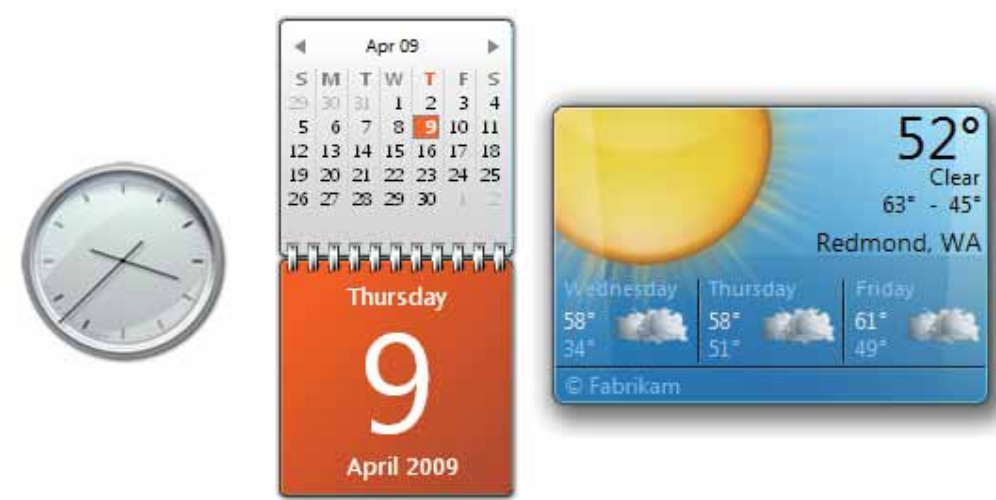 Apr 09
S M T W T F S
29 30 31 1 2 3 4
5 6 7 8 9 10 11
12 13 14 15 16 17 18
19 20 21 22 23 24 25
26 27 28 29 30 1 2
Thursday
9
April 2009
52°
Clear
63° - 45°
Redmond, WA
Wednesday Thursday Friday
58° 58° 61°
34° 51° 49°
© Fabrikam